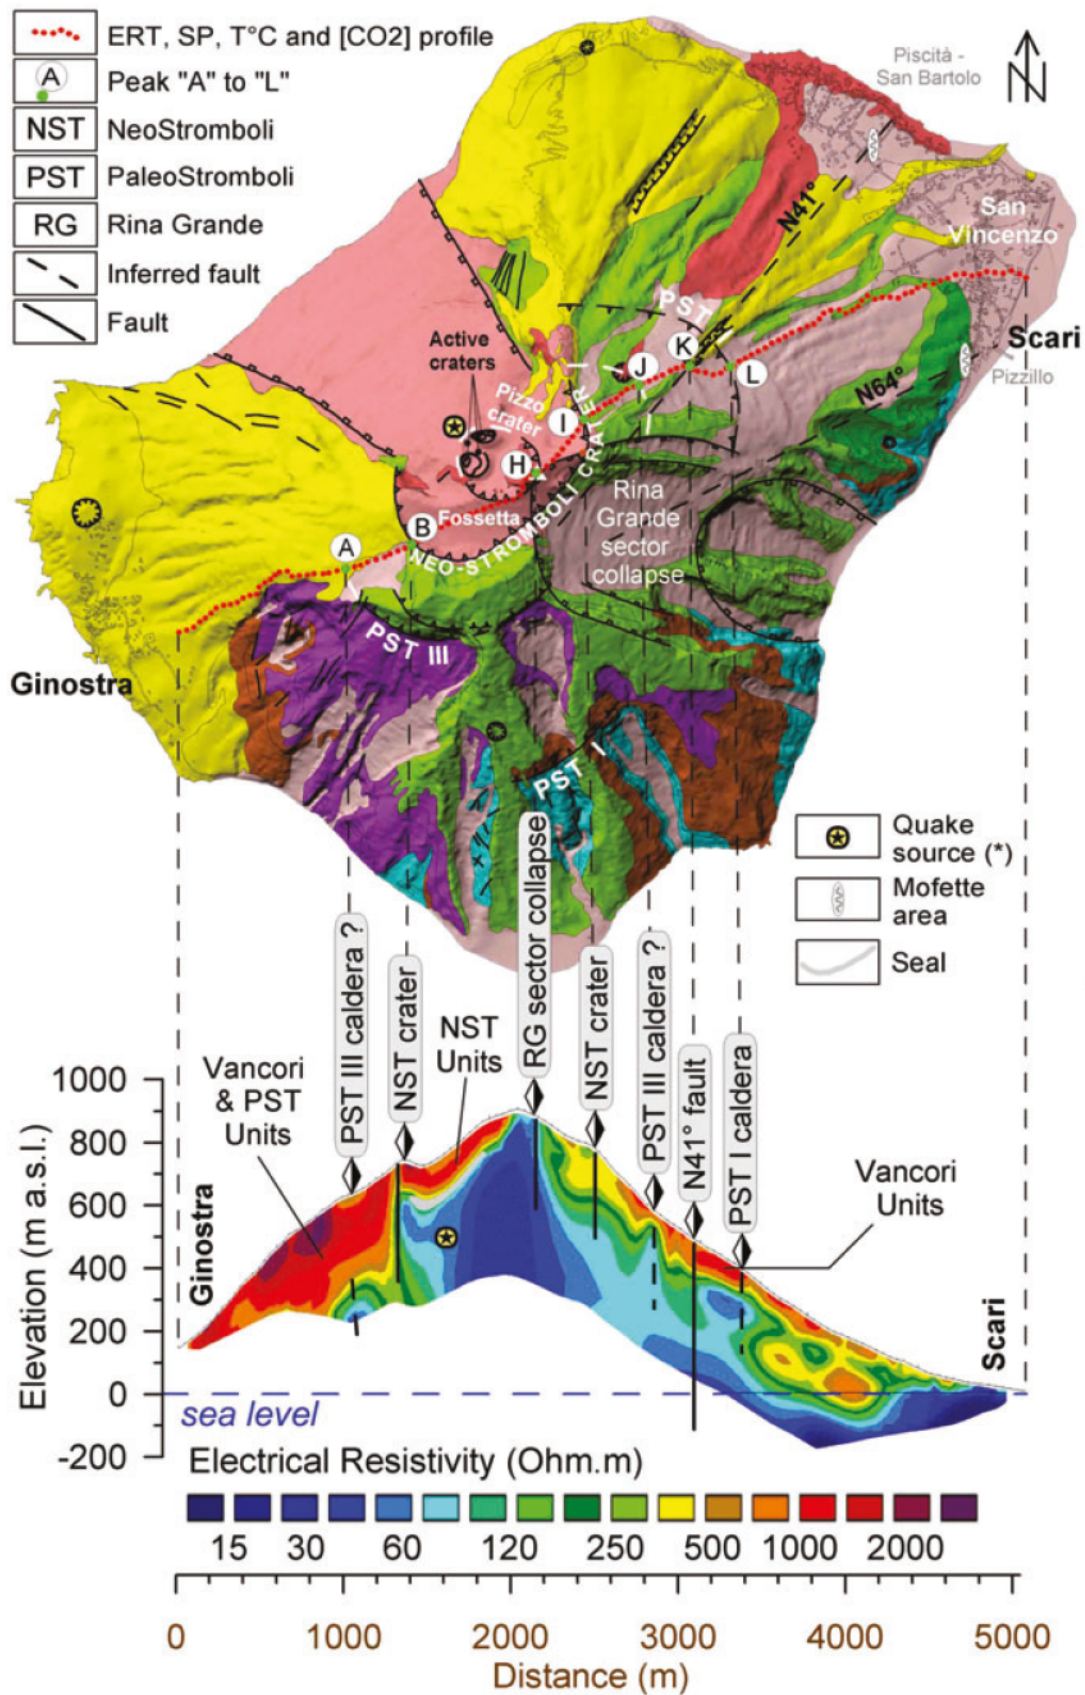 ERT, SP, T°C and [CO2] profile
A
Peak "A" to "L"
NST
NeoStromboli
PST
PaleoStromboli
RG
Rina Grande
Inferred fault
Fault
N
Piscità -
San Bartolo
San
Vincenzo
Scari
Pizzillo
N41°
N64°
PST
K
J
L
I
H
B
A
Active
craters
Pizzo
crater
Fossetta
NEO-STROMBOLI CRATER
Rina
Grande
sector
collapse
PST III
PST I
Ginostra
Quake
source (*)
Mofette
area
Seal
PST III caldera ?
NST crater
RG sector collapse
NST crater
PST III caldera ?
N41° fault
PST I caldera
Vancori
& PST
Units
NST
Units
Vancori
Units
Ginostra
Scari
Elevation (m a.s.l.)
1000
800
600
400
200
0
-200
sea level
Electrical Resistivity (Ohm.m)
15 30 60 120 250 500 1000 2000
0 1000 2000 3000 4000 5000
Distance (m)